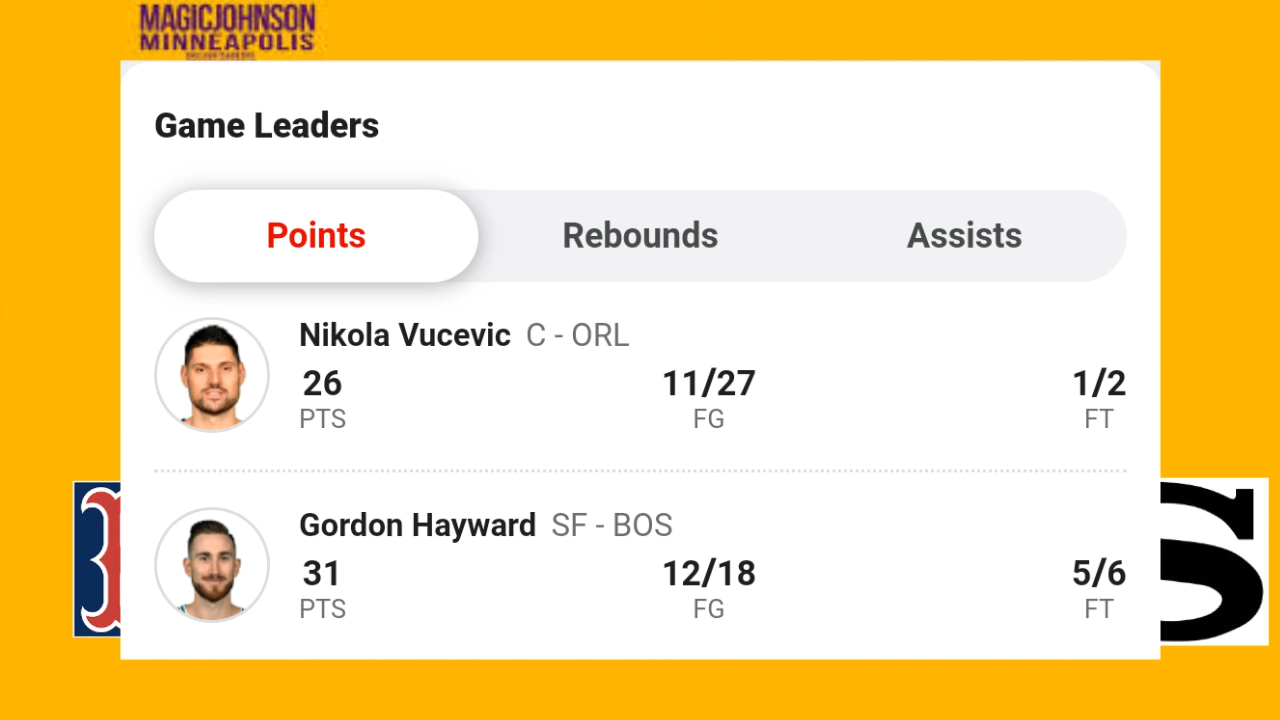 MAGICJOHNSON
MINNEAPOLIS
Game Leaders
Points Rebounds Assists
Nikola Vucevic C - ORL
26 11/27 1/2
PTS FG FT
Gordon Hayward SF - BOS
31 12/18 5/6
PTS FG FT